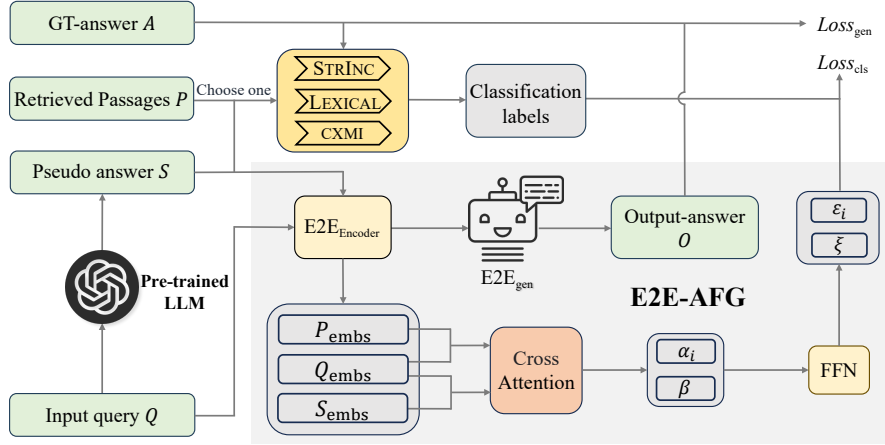 GT-answer A
Loss_gen
Loss_cls
Retrieved Passages P
Choose one
STRINC
LEXICAL
CXMI
Classification
labels
Pseudo answer S
E2E_Encoder
E2E_gen
Output-answer
O
ε_i
ξ
Pre-trained
LLM
E2E-AFG
P_embs
Q_embs
S_embs
Cross
Attention
α_i
β
FFN
Input query Q